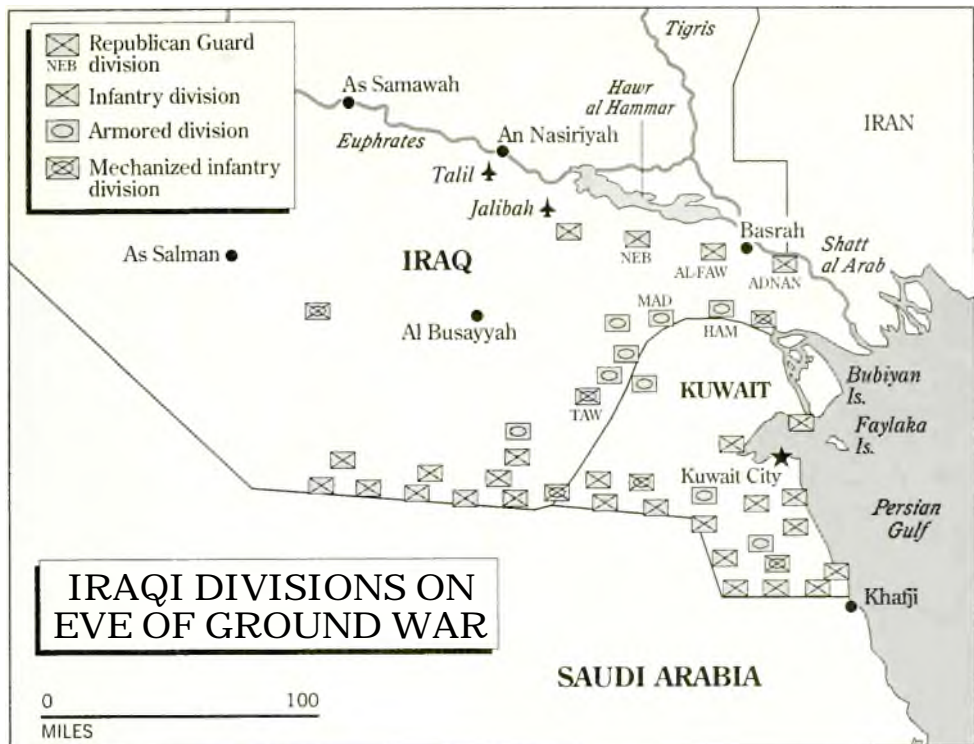 Republican Guard
NEB division
Infantry division
Armored division
Mechanized infantry
division
Tigris
As Samawah
Hawr
al Hammar
IRAN
Euphrates
An Nasiriyah
Talil
Jalibah
As Salman
IRAQ
NEB
AL-FAW
Basrah
ADNAN
Shatt
al Arab
Al Busayyah
MAD
HAM
TAW
KUWAIT
Bubiyan
Is.
Faylaka
Is.
Kuwait City
Persian
Gulf
IRAQI DIVISIONS ON
EVE OF GROUND WAR
Khafji
SAUDI ARABIA
0 100
MILES